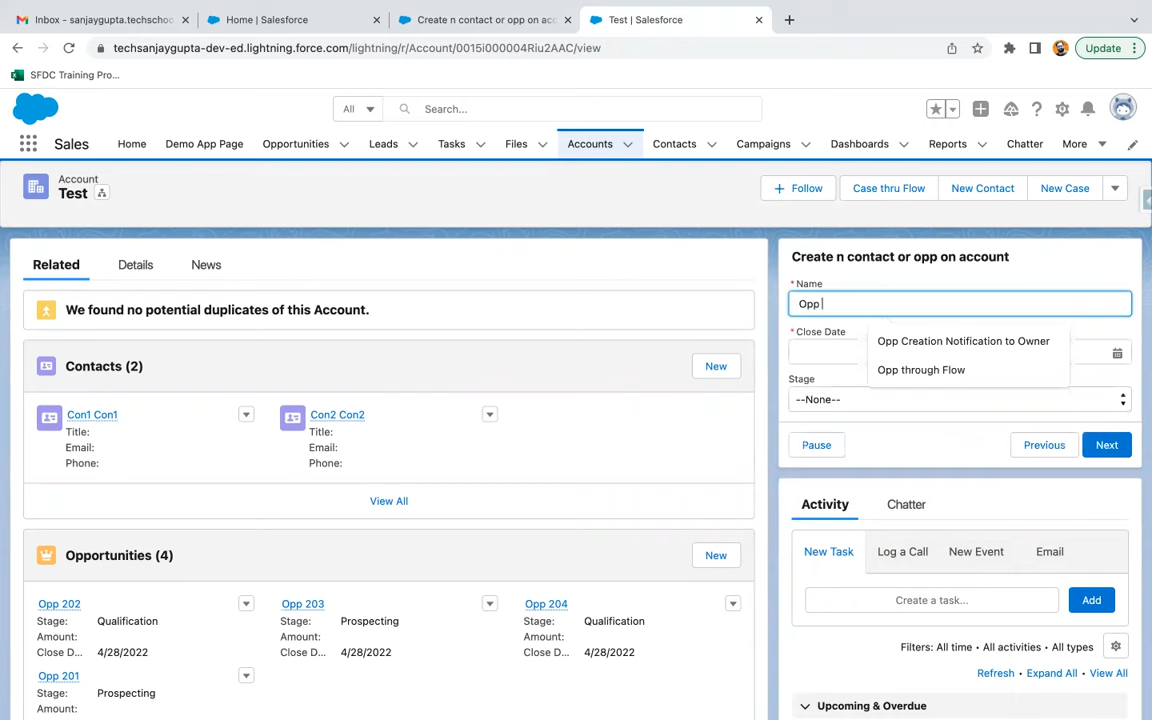 Inbox - sanjaygupta.techschoo
Home | Salesforce
Create n contact or opp on acc
Test | Salesforce
techsanjaygupta-dev-ed.lightning.force.com/lightning/r/Account/0015i000004Riu2AAC/view
Update
SFDC Training Pro...
All
Search...
Sales
Home
Demo App Page
Opportunities
Leads
Tasks
Files
Accounts
Contacts
Campaigns
Dashboards
Reports
Chatter
More
Account
Test
Follow
Case thru Flow
New Contact
New Case
Related
Details
News
We found no potential duplicates of this Account.
Contacts (2)
New
Con1 Con1
Title:
Email:
Phone:
Con2 Con2
Title:
Email:
Phone:
View All
Opportunities (4)
New
Opp 202
Stage: Qualification
Amount:
Close D... 4/28/2022
Opp 203
Stage: Prospecting
Amount:
Close D... 4/28/2022
Opp 204
Stage: Qualification
Amount:
Close D... 4/28/2022
Opp 201
Stage: Prospecting
Amount:
Create n contact or opp on account
* Name
Opp
* Close Date
Opp Creation Notification to Owner
Opp through Flow
Stage
--None--
Pause
Previous
Next
Activity
Chatter
New Task
Log a Call
New Event
Email
Create a task...
Add
Filters: All time • All activities • All types
Refresh • Expand All • View All
Upcoming & Overdue